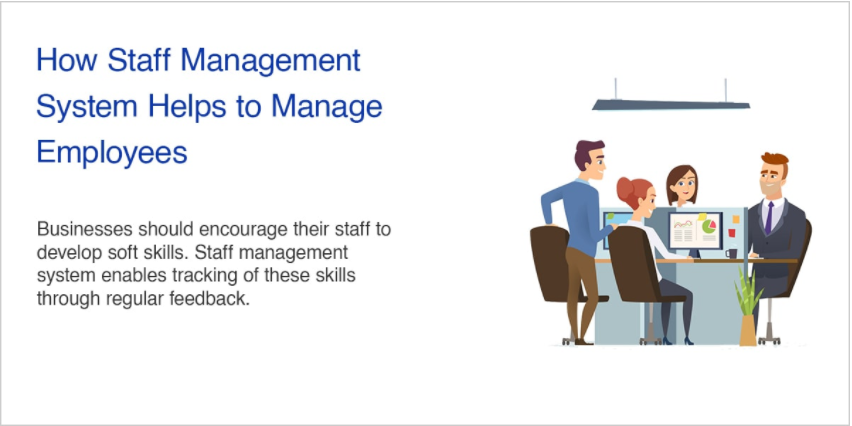 How Staff Management
System Helps to Manage
Employees
Businesses should encourage their staff to
develop soft skills. Staff management
system enables tracking of these skills
through regular feedback.